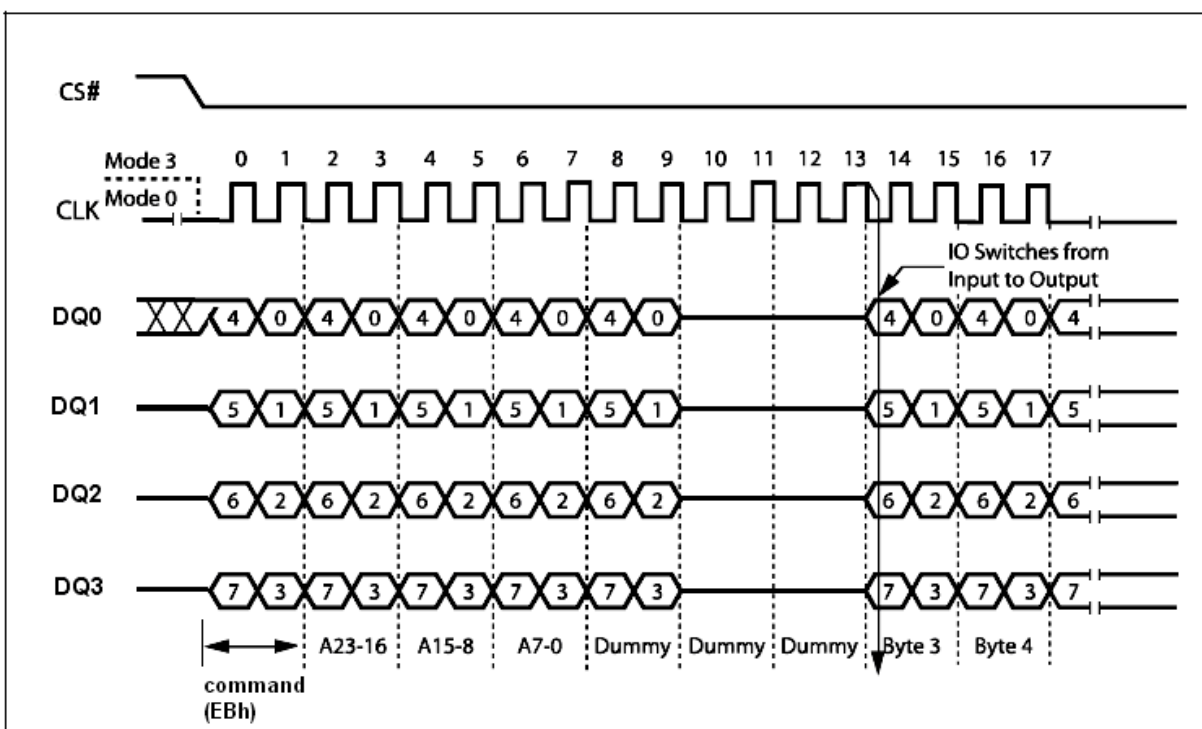 CS#
Mode 3
0 1 2 3 4 5 6 7 8 9 10 11 12 13 14 15 16 17
Mode 0
CLK
IO Switches from
Input to Output
DQ0
4 0 4 0 4 0 4 0 4 0 4 0 4 0 4
DQ1
5 1 5 1 5 1 5 1 5 1 5 1 5 1 5
DQ2
6 2 6 2 6 2 6 2 6 2 6 2 6 2 6
DQ3
7 3 7 3 7 3 7 3 7 3 7 3 7 3 7
A23-16 A15-8 A7-0 Dummy Dummy Dummy Byte 3 Byte 4
command
(EBh)